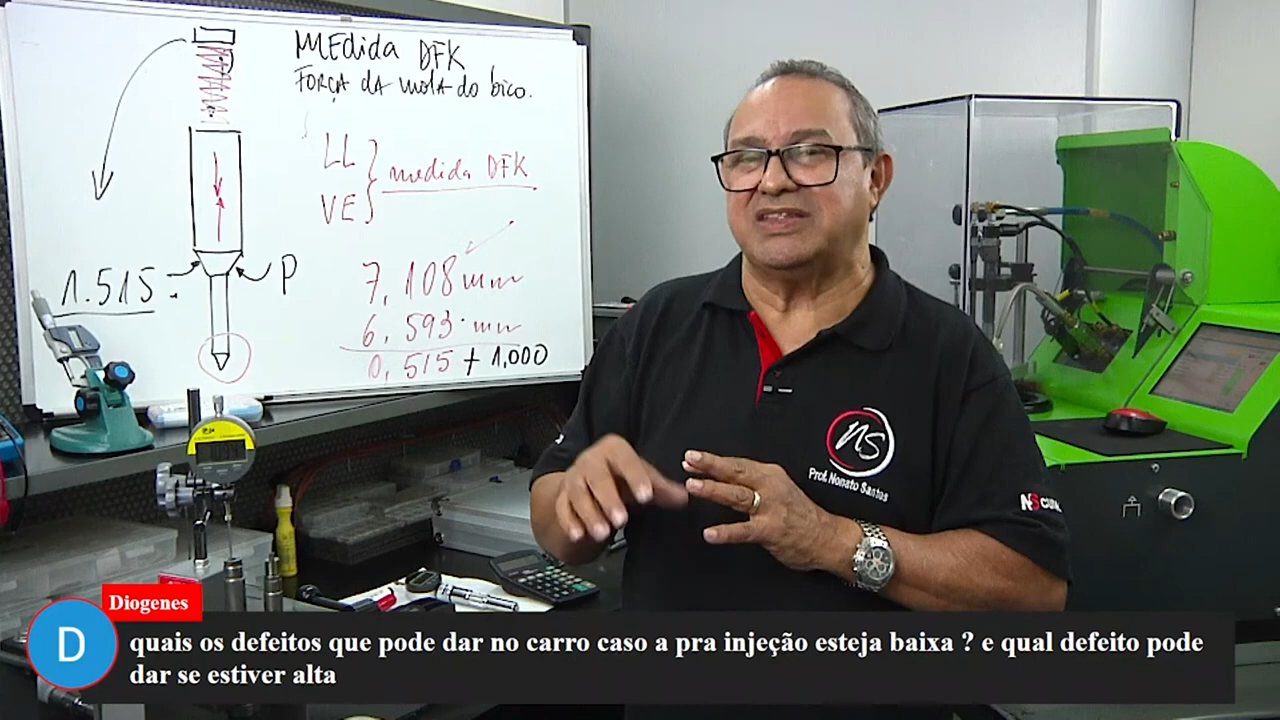 MEdida DFK
FORÇA da mola do bico.
LL
VE
medida DFK
1.515.
P
7,108 mm
6,593 mm
0,515 + 1,000
NS
Prof. Nonato Santos
Diogenes
D
quais os defeitos que pode dar no carro caso a pra injeção esteja baixa ? e qual defeito pode
dar se estiver alta